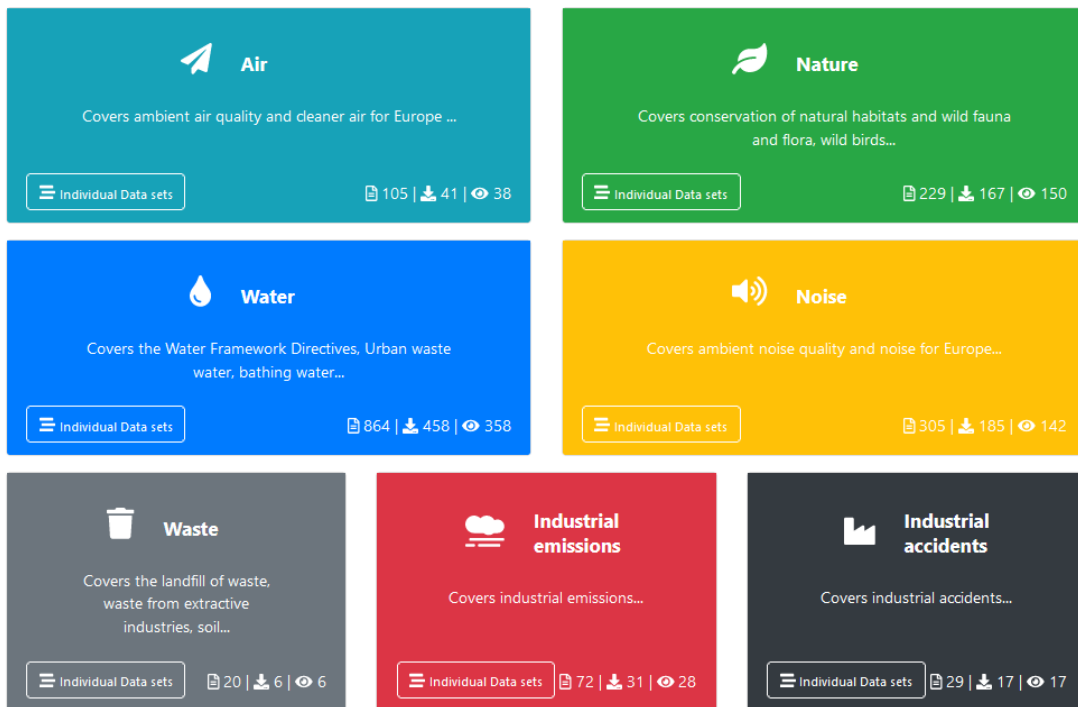 Air
Covers ambient air quality and cleaner air for Europe ...
Individual Data sets
105 | 41 | 38
Nature
Covers conservation of natural habitats and wild fauna
and flora, wild birds...
Individual Data sets
229 | 167 | 150
Water
Covers the Water Framework Directives, Urban waste
water, bathing water...
Individual Data sets
864 | 458 | 358
Noise
Covers ambient noise quality and noise for Europe...
Individual Data sets
305 | 185 | 142
Waste
Covers the landfill of waste,
waste from extractive
industries, soil...
Individual Data sets
20 | 6 | 6
Industrial
emissions
Covers industrial emissions...
Individual Data sets
72 | 31 | 28
Industrial
accidents
Covers industrial accidents...
Individual Data sets
29 | 17 | 17